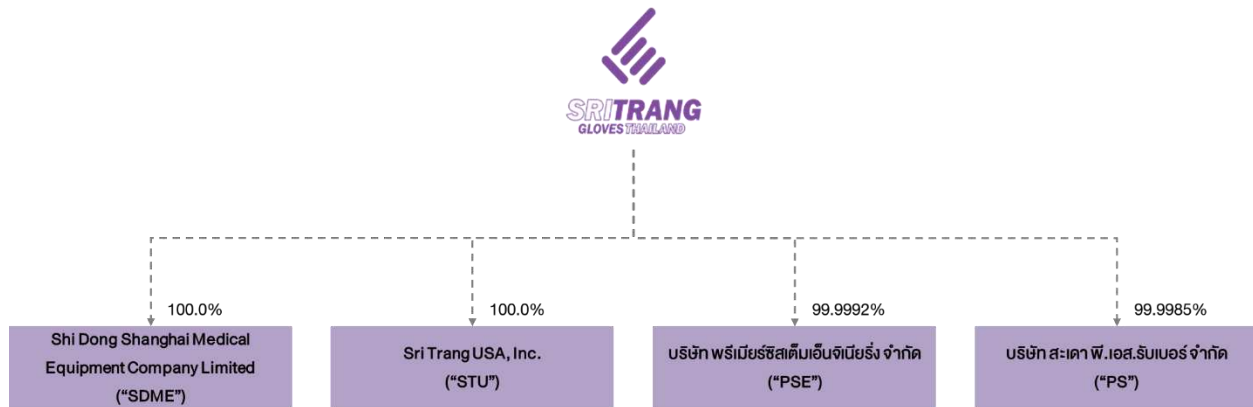 SRITRANG
GLOVES THAILAND
100.0%
100.0%
99.9992%
99.9985%
Shi Dong Shanghai Medical
Equipment Company Limited
(“SDME”)
Sri Trang USA, Inc.
(“STU”)
บริษัท พรีเมียร์ซิสเต็มเอ็นจิเนียริ่ง จำกัด
(“PSE”)
บริษัท สะเดา พี.เอส.รับเบอร์ จำกัด
(“PS”)